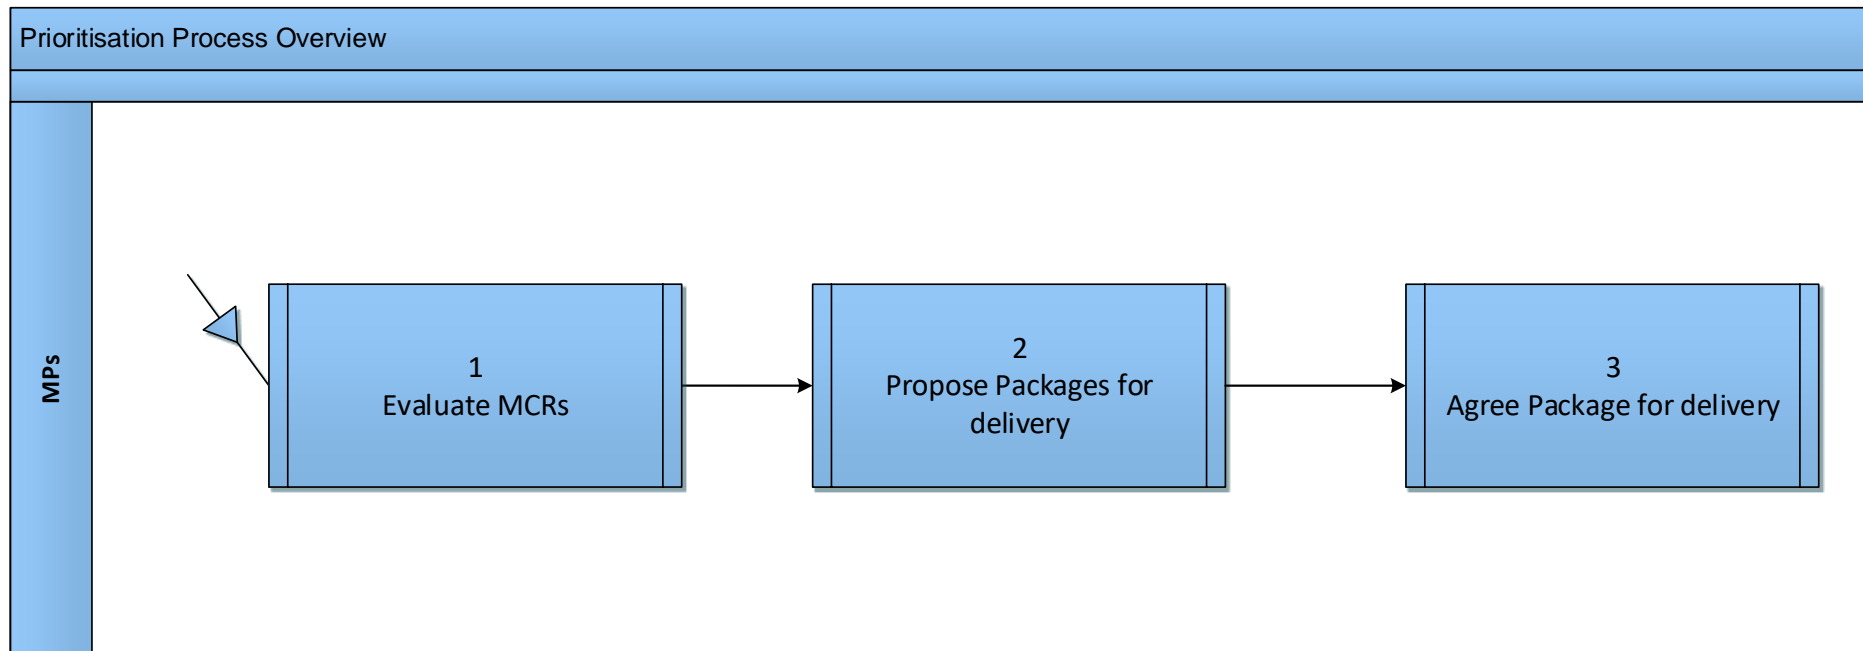 Prioritisation Process Overview
MPs
1
Evaluate MCRs
2
Propose Packages for
delivery
3
Agree Package for delivery